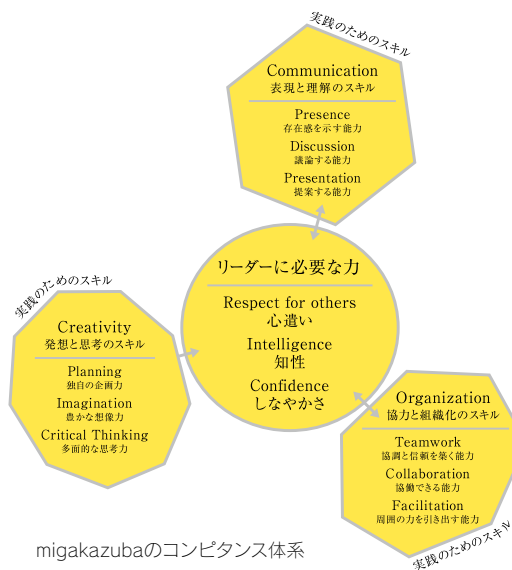 実践のためのスキル
Communication
表現と理解のスキル
Presence
存在感を示す能力
Discussion
議論する能力
Presentation
提案する能力
リーダーに必要な力
Respect for others
心遣い
Intelligence
知性
Confidence
しなやかさ
実践のためのスキル
Creativity
発想と思考のスキル
Planning
独自の企画力
Imagination
豊かな想像力
Critical Thinking
多面的な思考力
Organization
協力と組織化のスキル
Teamwork
協調と信頼を築く能力
Collaboration
協働できる能力
Facilitation
周囲の力を引き出す能力
実践のためのスキル
migakazubaのコンピタンス体系